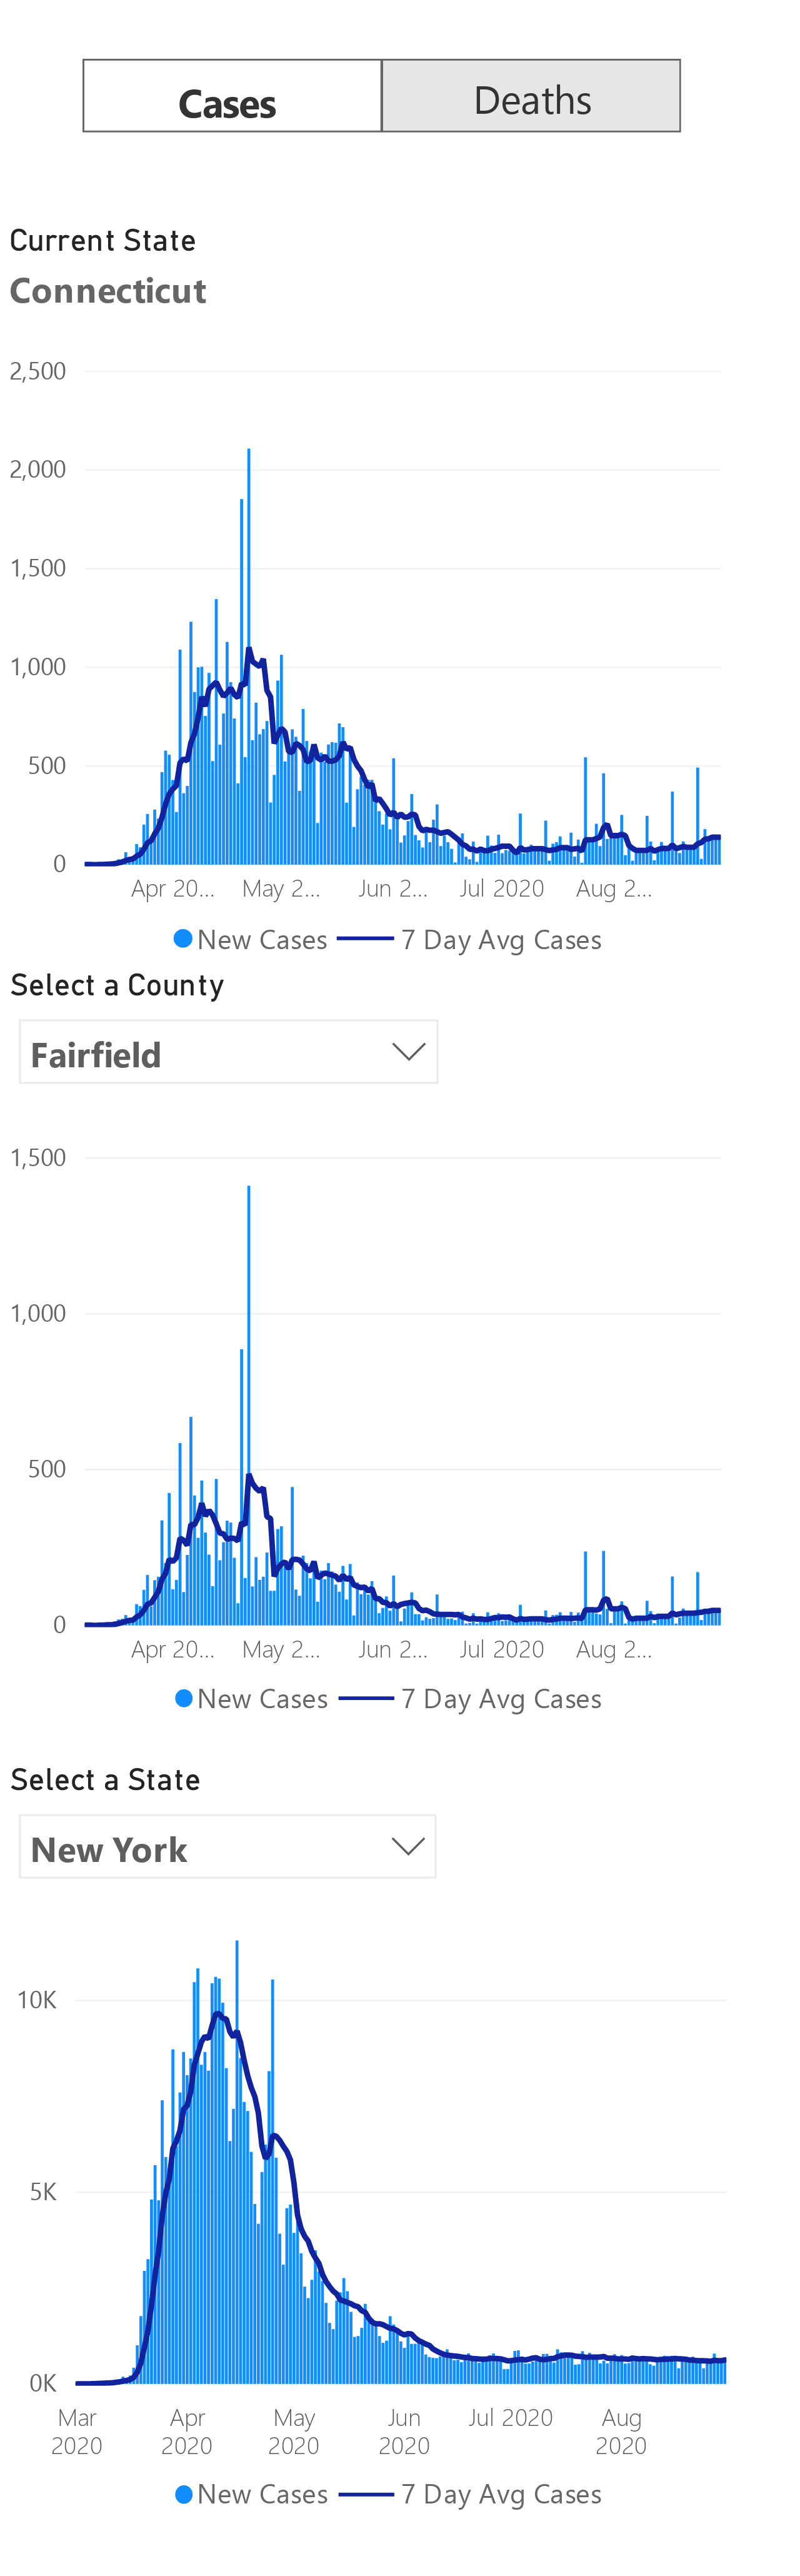 Cases Deaths
Current State
Connecticut
2,500
2,000
1,500
1,000
500
0
Apr 20... May 2... Jun 2... Jul 2020 Aug 2...
New Cases 7 Day Avg Cases
Select a County
Fairfield
1,500
1,000
500
0
Apr 20... May 2... Jun 2... Jul 2020 Aug 2...
New Cases 7 Day Avg Cases
Select a State
New York
10K
5K
0K
Mar Apr May Jun Jul 2020 Aug
2020 2020 2020 2020 2020
New Cases 7 Day Avg Cases